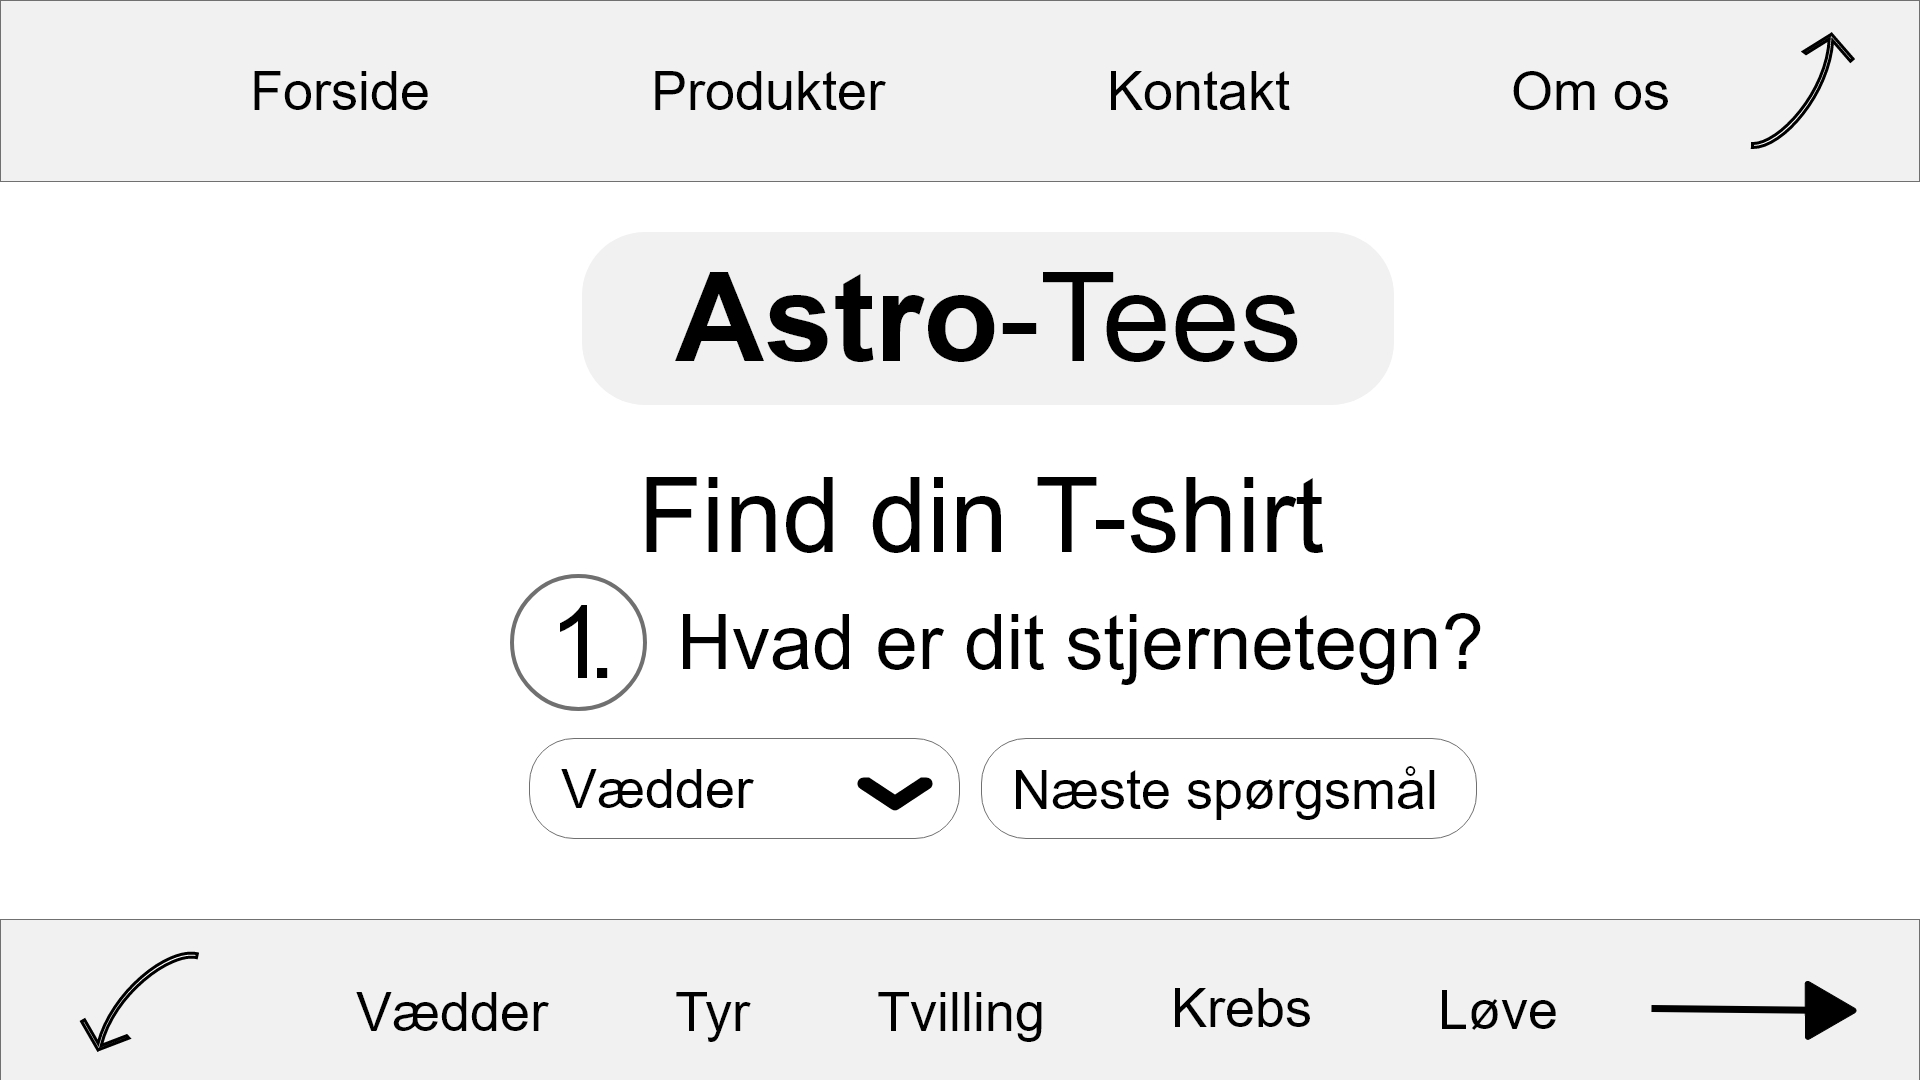 Forside Produkter Kontakt Om os
Astro-Tees
Find din T-shirt
1. Hvad er dit stjernetegn?
Vædder Næste spørgsmål
Vædder Tyr Tvilling Krebs Løve